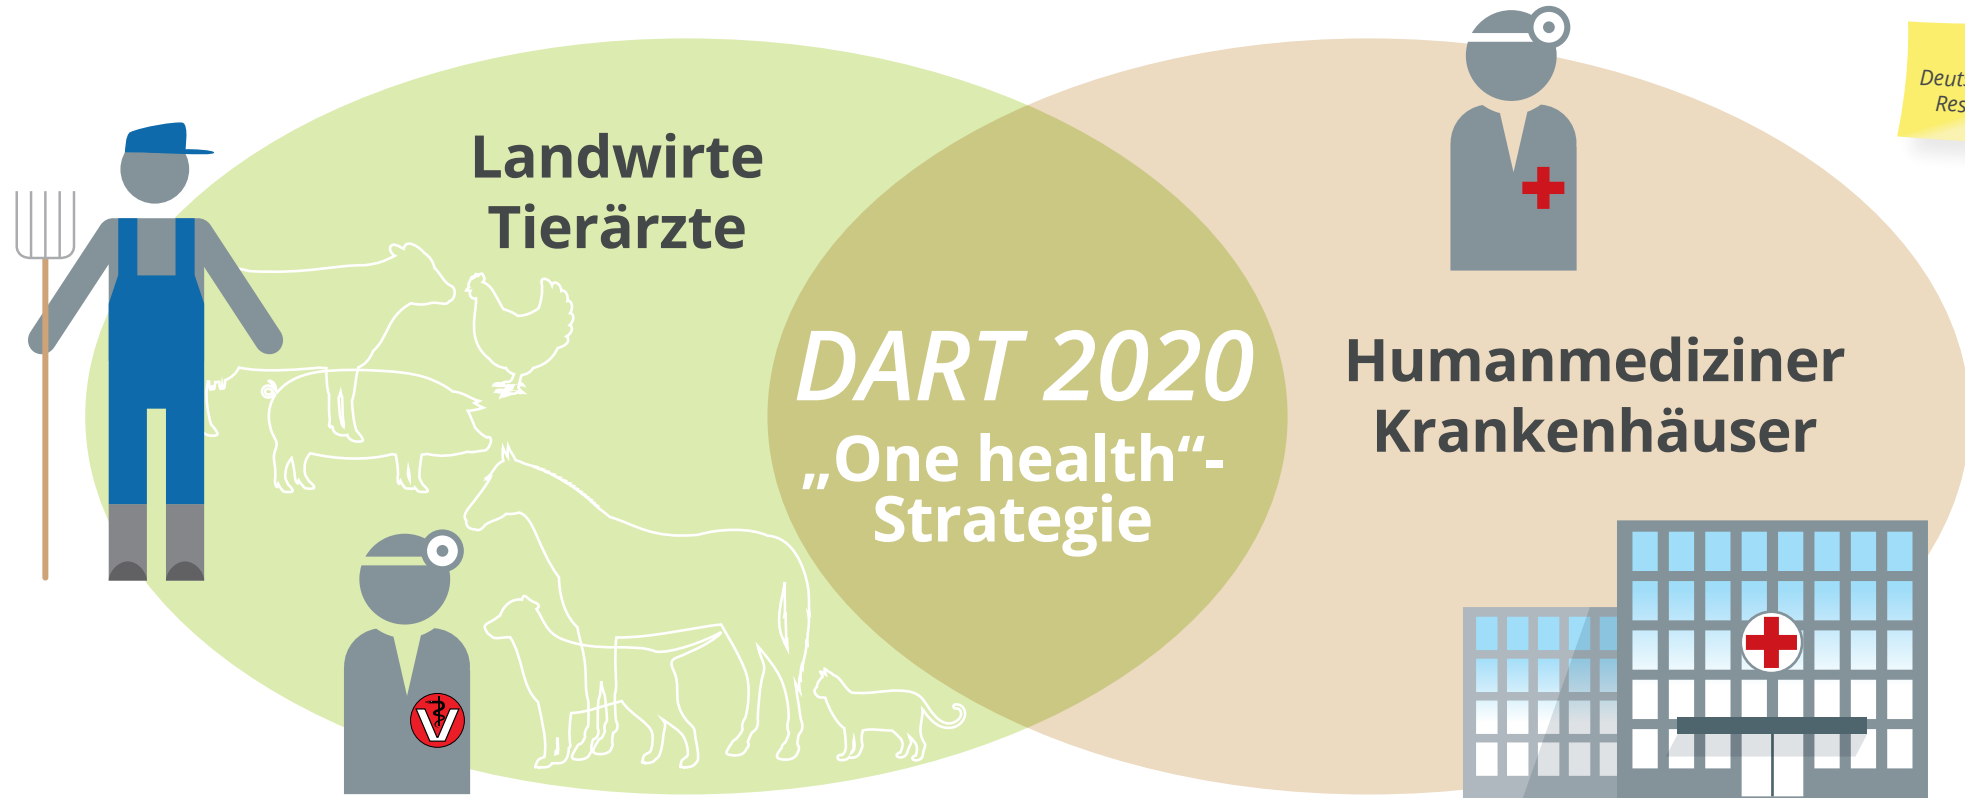 Landwirte
Tierärzte
DART 2020
„One health“-
Strategie
Humanmediziner
Krankenhäuser
V